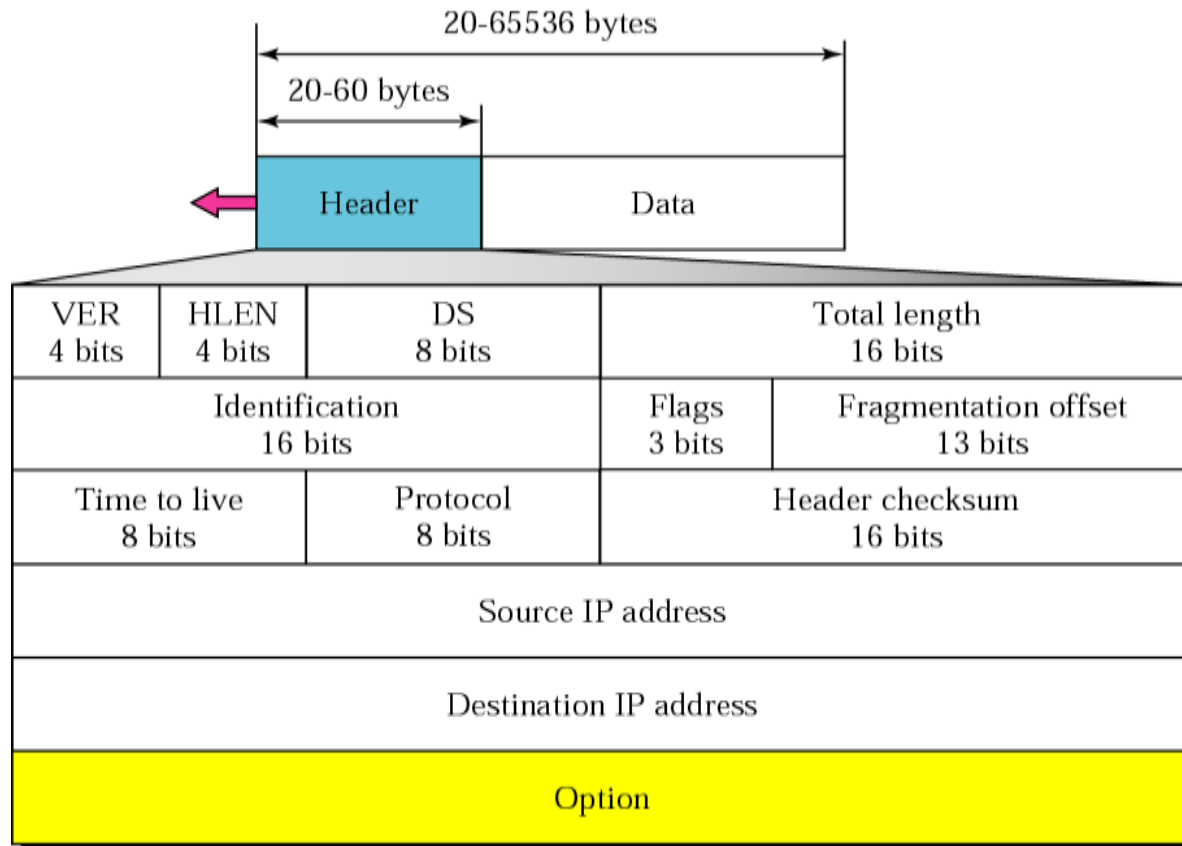 20-65536 bytes
20-60 bytes
Header
Data
VER
4 bits
HLEN
4 bits
DS
8 bits
Total length
16 bits
Identification
16 bits
Flags
3 bits
Fragmentation offset
13 bits
Time to live
8 bits
Protocol
8 bits
Header checksum
16 bits
Source IP address
Destination IP address
Option